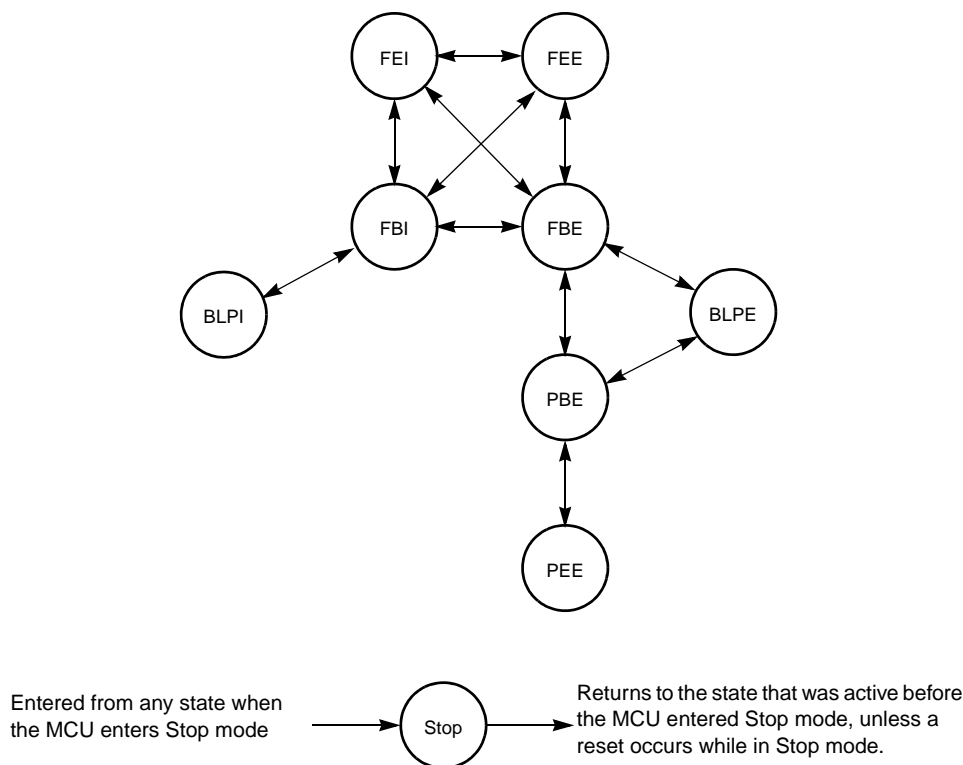 FEI
FEE
FBI
FBE
BLPI
BLPE
PBE
PEE
Entered from any state when
the MCU enters Stop mode
Stop
Returns to the state that was active before
the MCU entered Stop mode, unless a
reset occurs while in Stop mode.